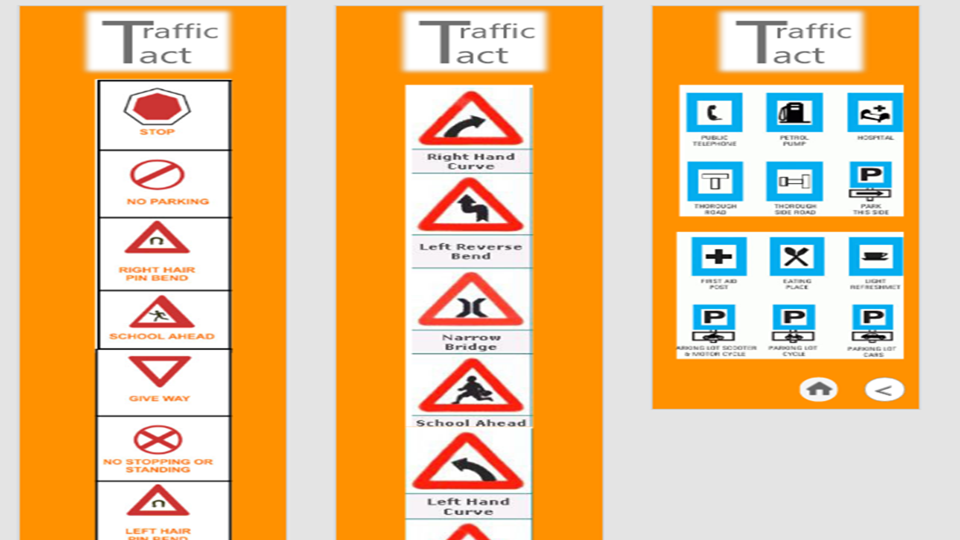 Traffic
Tact
STOP
NO PARKING
RIGHT HAIR
PIN BEND
SCHOOL AHEAD
GIVE WAY
NO STOPPING OR
STANDING
LEFT HAIR
PIN BEND
Traffic
Tact
Right Hand
Curve
Left Reverse
Bend
Narrow
Bridge
School Ahead
Left Hand
Curve
Traffic
Tact
PUBLIC
TELEPHONE
PETROL
PUMP
HOSPITAL
THOROUGH
ROAD
THOROUGH
SIDE ROAD
P
PARK
THIS SIDE
FIRST AID
POST
EATING
PLACE
LIGHT
REFRESHMET
P
ARKING LOT SCOOTER
& MOTOR CYCLE
P
PARKING LOT
CYCLE
P
PARKING LOT
CARS
<